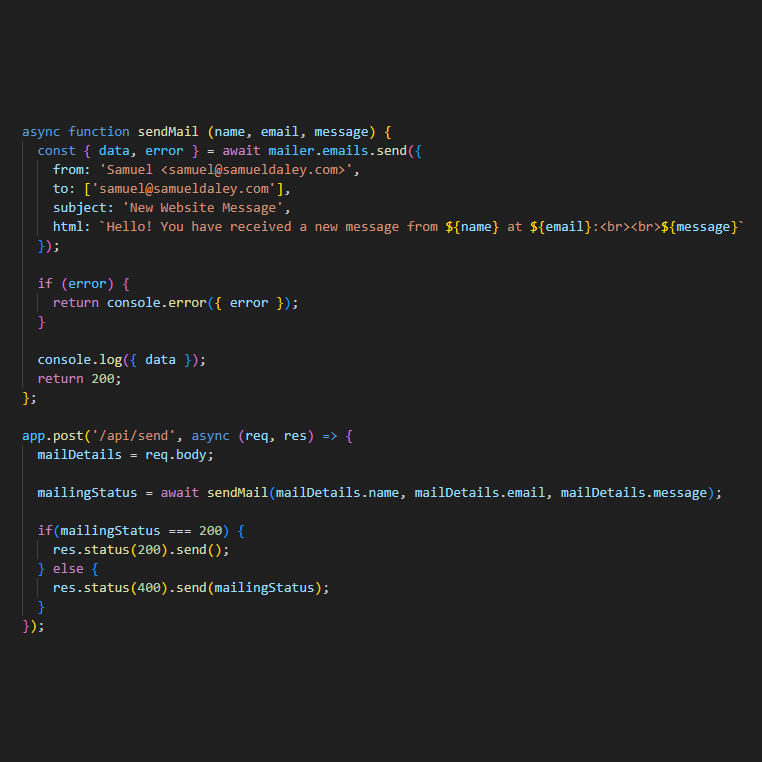 async function sendMail (name, email, message) {
const { data, error } = await mailer.emails.send({
from: 'Samuel <samuel@samueldaley.com>',
to: ['samuel@samueldaley.com'],
subject: 'New Website Message',
html: `Hello! You have received a new message from ${name} at ${email}:<br><br>${message}`
});
if (error) {
return console.error({ error });
}
console.log({ data });
return 200;
};
app.post('/api/send', async (req, res) => {
mailDetails = req.body;
mailingStatus = await sendMail(mailDetails.name, mailDetails.email, mailDetails.message);
if(mailingStatus === 200) {
res.status(200).send();
} else {
res.status(400).send(mailingStatus);
}
});